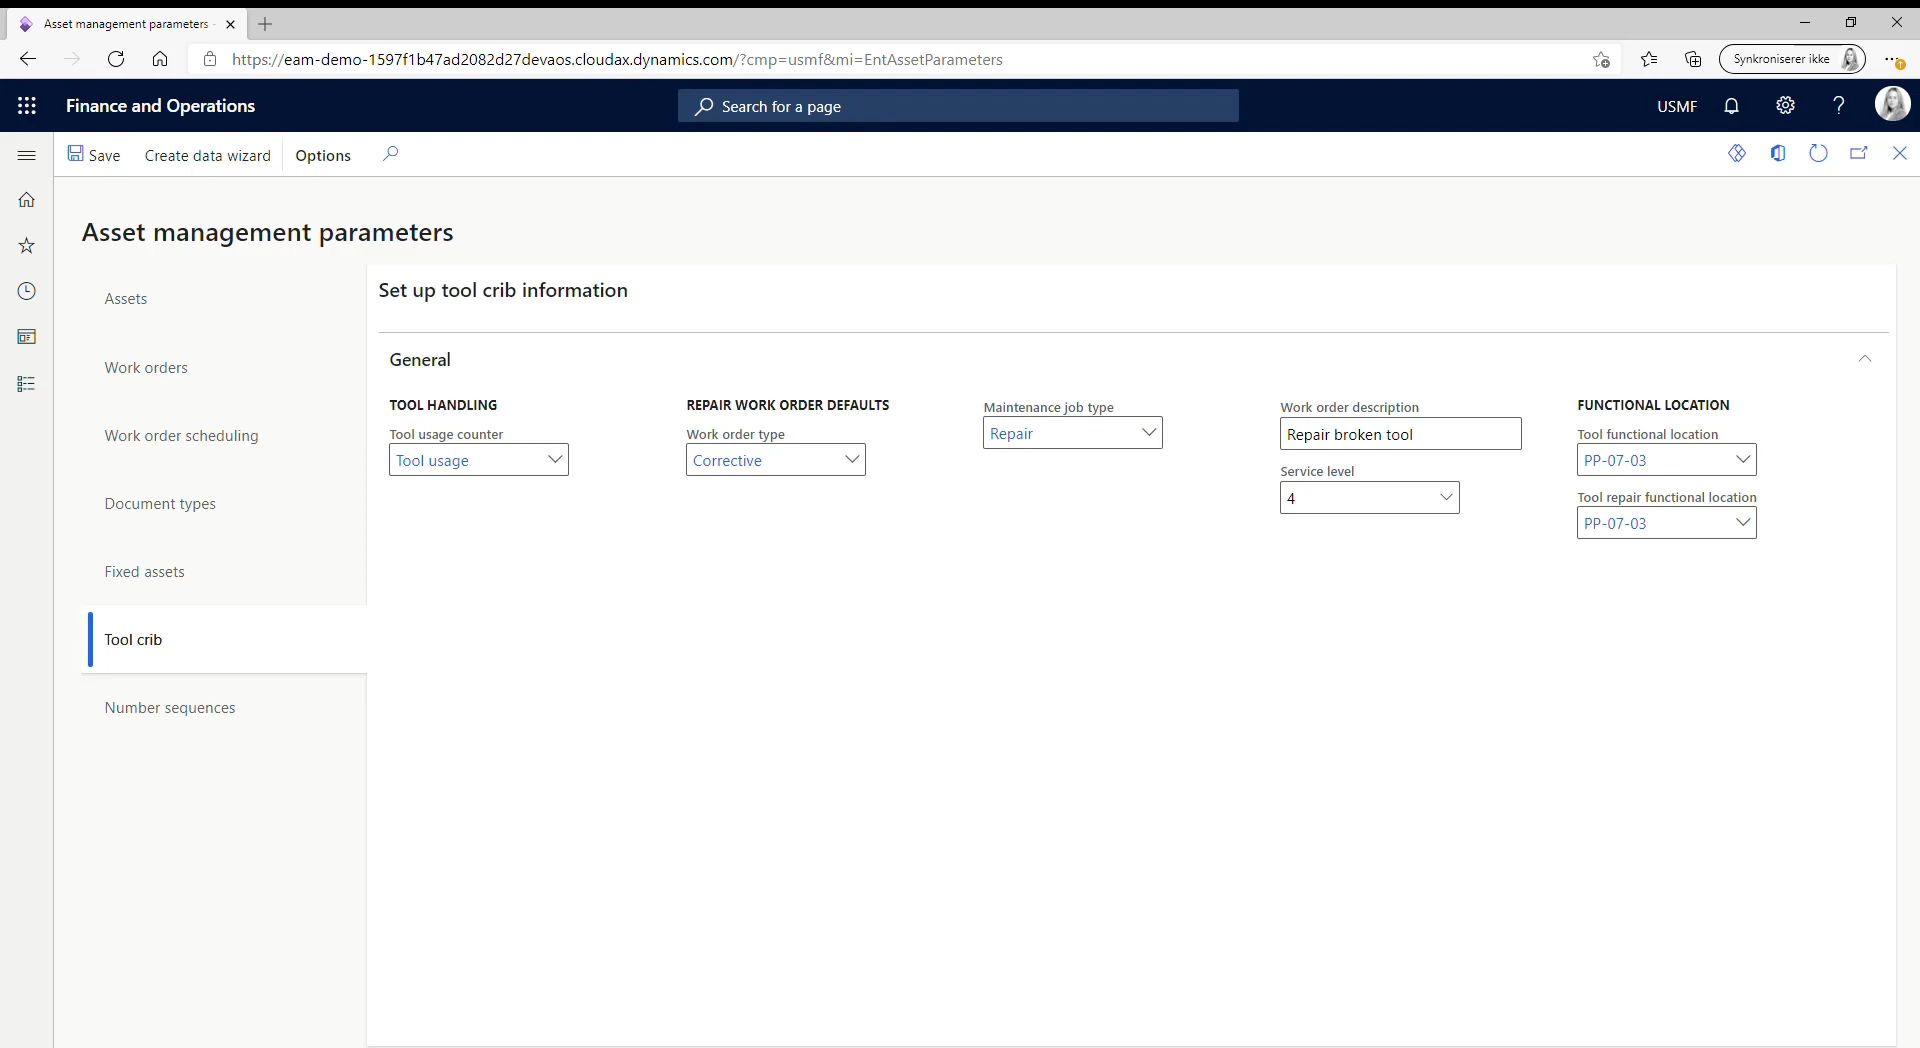 Asset management parameters
https://eam-demo-1597f1b47ad2082d27devaos.cloudax.dynamics.com/?cmp=usmf&mi=EntAssetParameters
Synkroniserer ikke
Finance and Operations
Search for a page
USMF
Save
Create data wizard
Options
Asset management parameters
Assets
Work orders
Work order scheduling
Document types
Fixed assets
Tool crib
Number sequences
Set up tool crib information
General
TOOL HANDLING
Tool usage counter
Tool usage
REPAIR WORK ORDER DEFAULTS
Work order type
Corrective
Maintenance job type
Repair
Work order description
Repair broken tool
Service level
4
FUNCTIONAL LOCATION
Tool functional location
PP-07-03
Tool repair functional location
PP-07-03